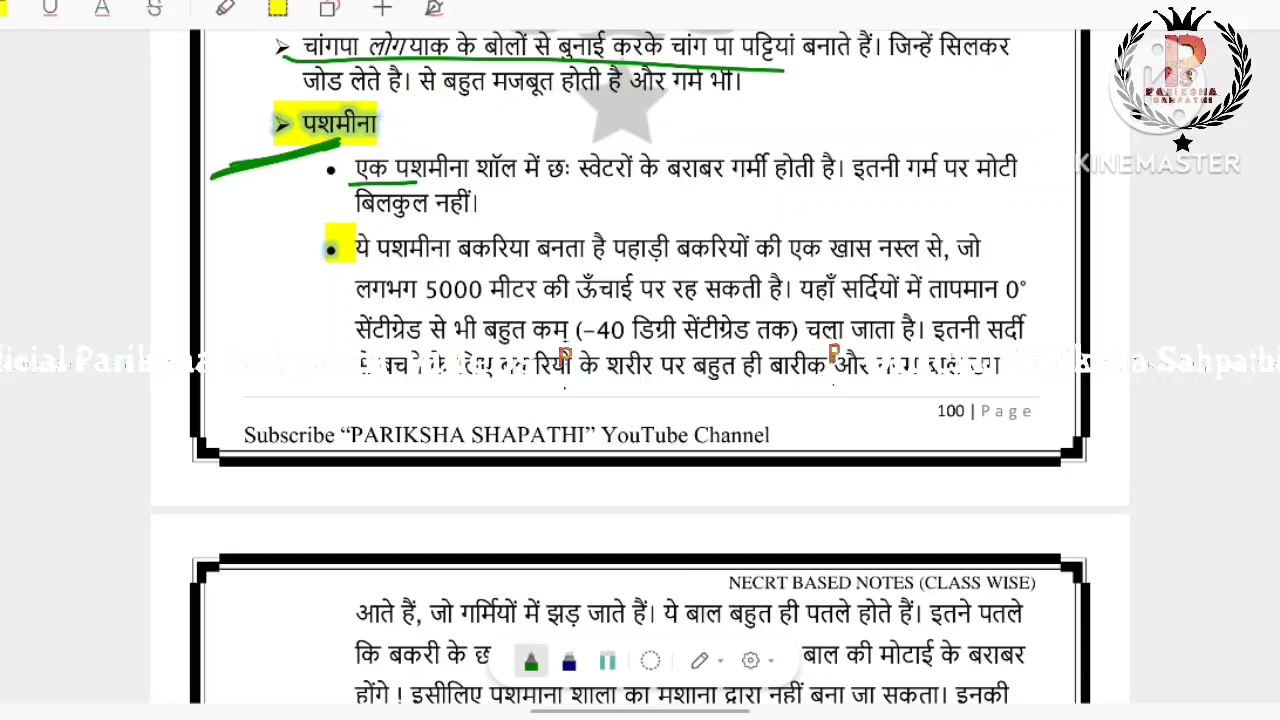 चांगपा लोग याक के बोलों से बुनाई करके चांग पा पट्टियां बनाते हैं। जिन्हें सिलकर
जोड लेते है। से बहुत मजबूत होती है और गर्म भी।
पशमीना
एक पशमीना शॉल में छः स्वेटरों के बराबर गर्मी होती है। इतनी गर्म पर मोटी
बिलकुल नहीं।
ये पशमीना बकरिया बनता है पहाड़ी बकरियों की एक खास नस्ल से, जो
लगभग 5000 मीटर की ऊँचाई पर रह सकती है। यहाँ सर्दियों में तापमान 0°
सेंटीग्रेड से भी बहुत कम (–40 डिग्री सेंटीग्रेड तक) चला जाता है। इतनी सर्दी
के शरीर पर बहुत ही बारीक और
100 | Page
Subscribe “PARIKSHA SHAPATHI” YouTube Channel
NECRT BASED NOTES (CLASS WISE)
आते हैं, जो गर्मियों में झड़ जाते हैं। ये बाल बहुत ही पतले होते हैं। इतने पतले
कि बकरी के बाल की मोटाई के बराबर
होंगे ! इसीलिए पशमीना शालों को मशीनों द्वारा नहीं बना जा सकता। इनकी
PARIKSHA
SAHPATHI
KINEMASTER